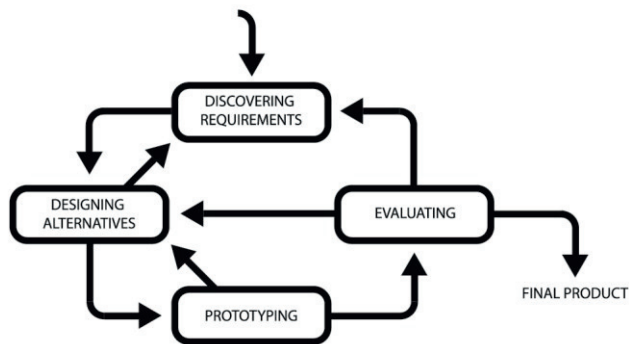 DISCOVERING
REQUIREMENTS
DESIGNING
ALTERNATIVES
EVALUATING
PROTOTYPING
FINAL PRODUCT